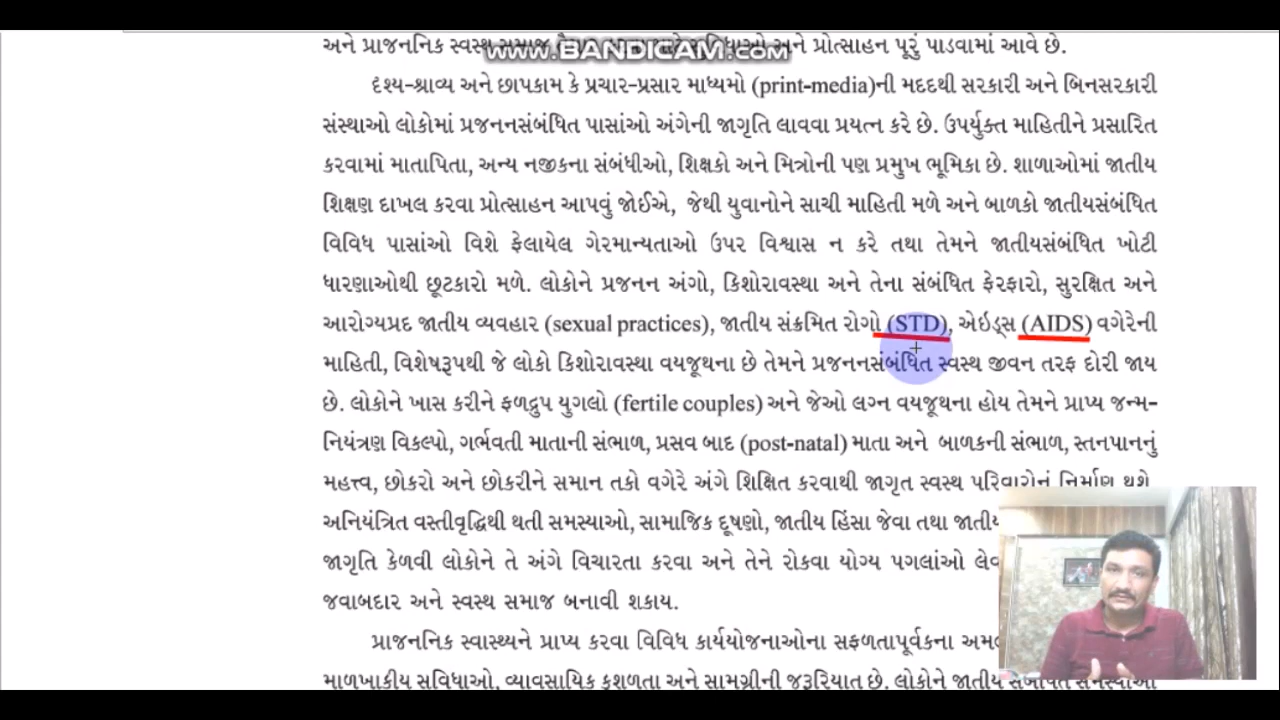 અને પ્રાજનનિક સ્વસ્થ સમાજ અને પ્રોત્સાહન પૂરું પાડવામાં આવે છે.
www.BANDICAM.com
દૃશ્ય-શ્રાવ્ય અને છાપકામ કે પ્રચાર-પ્રસાર માધ્યમો (print-media)ની મદદથી સરકારી અને બિનસરકારી
સંસ્થાઓ લોકોમાં પ્રજનનસંબંધિત પાસાંઓ અંગેની જાગૃતિ લાવવા પ્રયત્ન કરે છે. ઉપર્યુક્ત માહિતીને પ્રસારિત
કરવામાં માતાપિતા, અન્ય નજીકના સંબંધીઓ, શિક્ષકો અને મિત્રોની પણ પ્રમુખ ભૂમિકા છે. શાળાઓમાં જાતીય
શિક્ષણ દાખલ કરવા પ્રોત્સાહન આપવું જોઈએ, જેથી યુવાનોને સાચી માહિતી મળે અને બાળકો જાતીયસંબંધિત
વિવિધ પાસાંઓ વિશે ફેલાયેલ ગેરમાન્યતાઓ ઉપર વિશ્વાસ ન કરે તથા તેમને જાતીયસંબંધિત ખોટી
ધારણાઓથી છૂટકારો મળે. લોકોને પ્રજનન અંગો, કિશોરાવસ્થા અને તેના સંબંધિત ફેરફારો, સુરક્ષિત અને
આરોગ્યપ્રદ જાતીય વ્યવહાર (sexual practices), જાતીય સંક્રમિત રોગો (STD), એઇડ્સ (AIDS) વગેરેની
માહિતી, વિશેષરૂપથી જે લોકો કિશોરાવસ્થા વયજૂથના છે તેમને પ્રજનનસંબંધિત સ્વસ્થ જીવન તરફ દોરી જાય
છે. લોકોને ખાસ કરીને ફળદ્રુપ યુગલો (fertile couples) અને જેઓ લગ્ન વયજૂથના હોય તેમને પ્રાપ્ય જન્મ-
નિયંત્રણ વિકલ્પો, ગર્ભવતી માતાની સંભાળ, પ્રસવ બાદ (post-natal) માતા અને બાળકની સંભાળ, સ્તનપાનનું
મહત્ત્વ, છોકરો અને છોકરીને સમાન તકો વગેરે અંગે શિક્ષિત કરવાથી જાગૃત સ્વસ્થ પરિવારોનું નિર્માણ થશે.
અનિયંત્રિત વસ્તીવૃદ્ધિથી થતી સમસ્યાઓ, સામાજિક દૂષણો, જાતીય હિંસા જેવા તથા જાતીય
જાગૃતિ કેળવી લોકોને તે અંગે વિચારતા કરવા અને તેને રોકવા યોગ્ય પગલાંઓ
જવાબદાર અને સ્વસ્થ સમાજ બનાવી શકાય.
પ્રાજનનિક સ્વાસ્થ્યને પ્રાપ્ય કરવા વિવિધ કાર્યયોજનાઓના સફળતાપૂર્વકના
માળખાકીય સુવિધાઓ, વ્યાવસાયિક કુશળતા અને સામગ્રીની જરૂરિયાત છે. લોકોને જાતીય